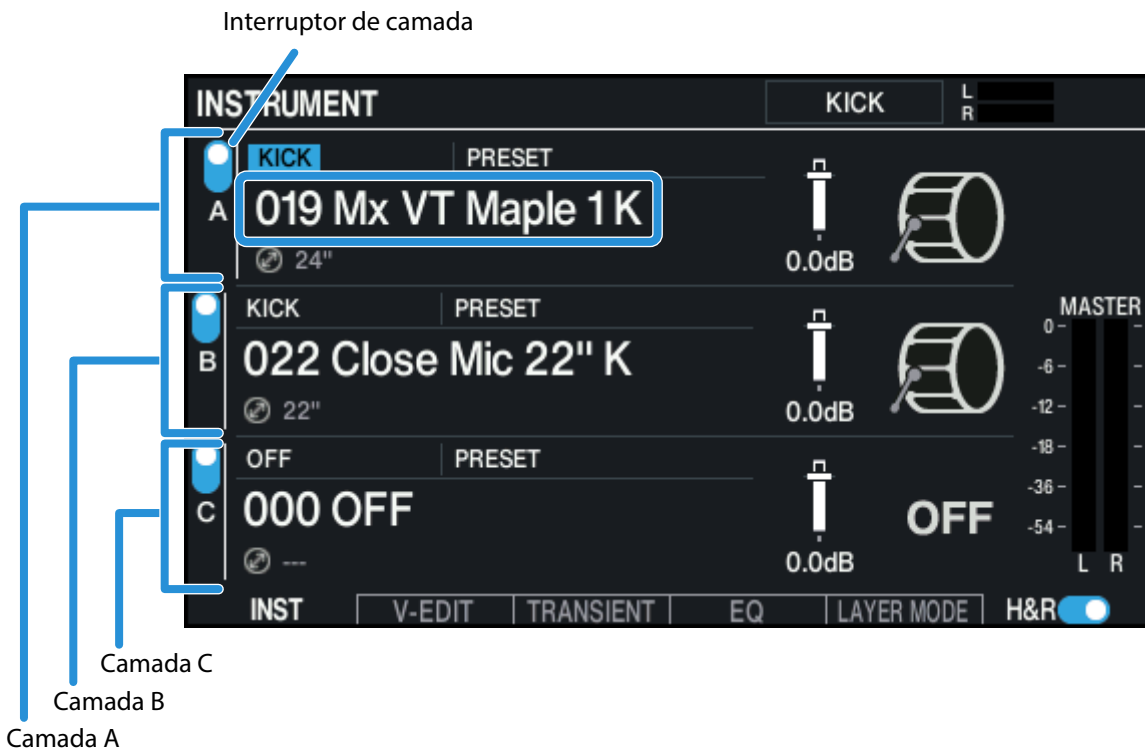 Interruptor de camada
INSTRUMENT
KICK
L
R
KICK PRESET
A 019 Mx VT Maple 1 K
24"
0.0dB
KICK PRESET
B 022 Close Mic 22" K
22"
0.0dB
OFF PRESET
C 000 OFF
---
0.0dB
OFF
MASTER
0
-6
-12
-18
-36
-54
L R
INST V-EDIT TRANSIENT EQ LAYER MODE H&R
Camada C
Camada B
Camada A